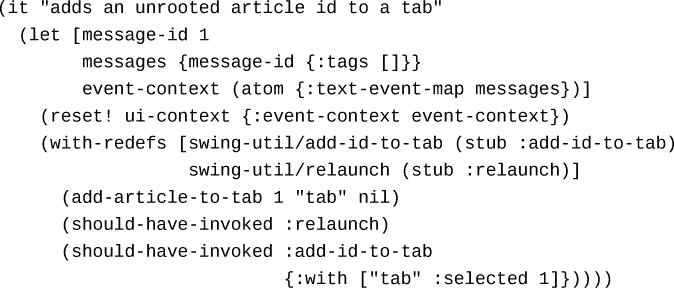 (it "adds an unrooted article id to a tab"
  (let [message-id 1
        messages {message-id {:tags []}}
        event-context (atom {:text-event-map messages})]
    (reset! ui-context {:event-context event-context})
    (with-redefs [swing-util/add-id-to-tab (stub :add-id-to-tab)
                  swing-util/relaunch (stub :relaunch)]
      (add-article-to-tab 1 "tab" nil)
      (should-have-invoked :relaunch)
      (should-have-invoked :add-id-to-tab
                           {:with ["tab" :selected 1]}))))